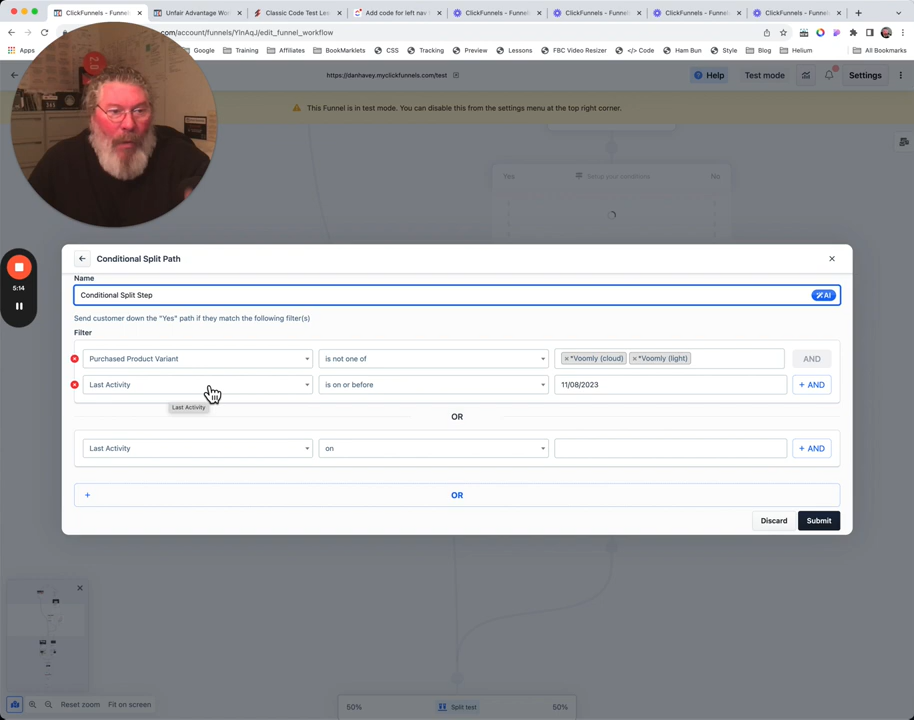 ClickFunnels - Funnel
Unfair Advantage Wo
Classic Code Test Les
Add code for left nav
ClickFunnels
ClickFunnels
ClickFunnels
ClickFunnels
.com/account/funnels/
/edit_funnel_workflow
Apps
Google
Training
Affiliates
BookMarklets
CSS
Tracking
Preview
Lessons
FBC Video Resizer
</> Code
Ham Bun
Style
Blog
Helium
All Bookmarks
https://danhavey.myclickfunnels.com/test
Help
Test mode
Settings
This Funnel is in test mode. You can disable this from the settings menu at the top right corner.
Yes
Setup your conditions
No
5:14
Conditional Split Path
Name
Conditional Split Step
AI
Send customer down the "Yes" path if they match the following filter(s)
Filter
Purchased Product Variant
is not one of
× *Voomly (cloud) × *Voomly (light)
AND
Last Activity
is on or before
11/08/2023
+ AND
Last Activity
OR
Last Activity
on
+ AND
+ OR
Discard
Submit
Reset zoom
Fit on screen
50%
Split test
50%